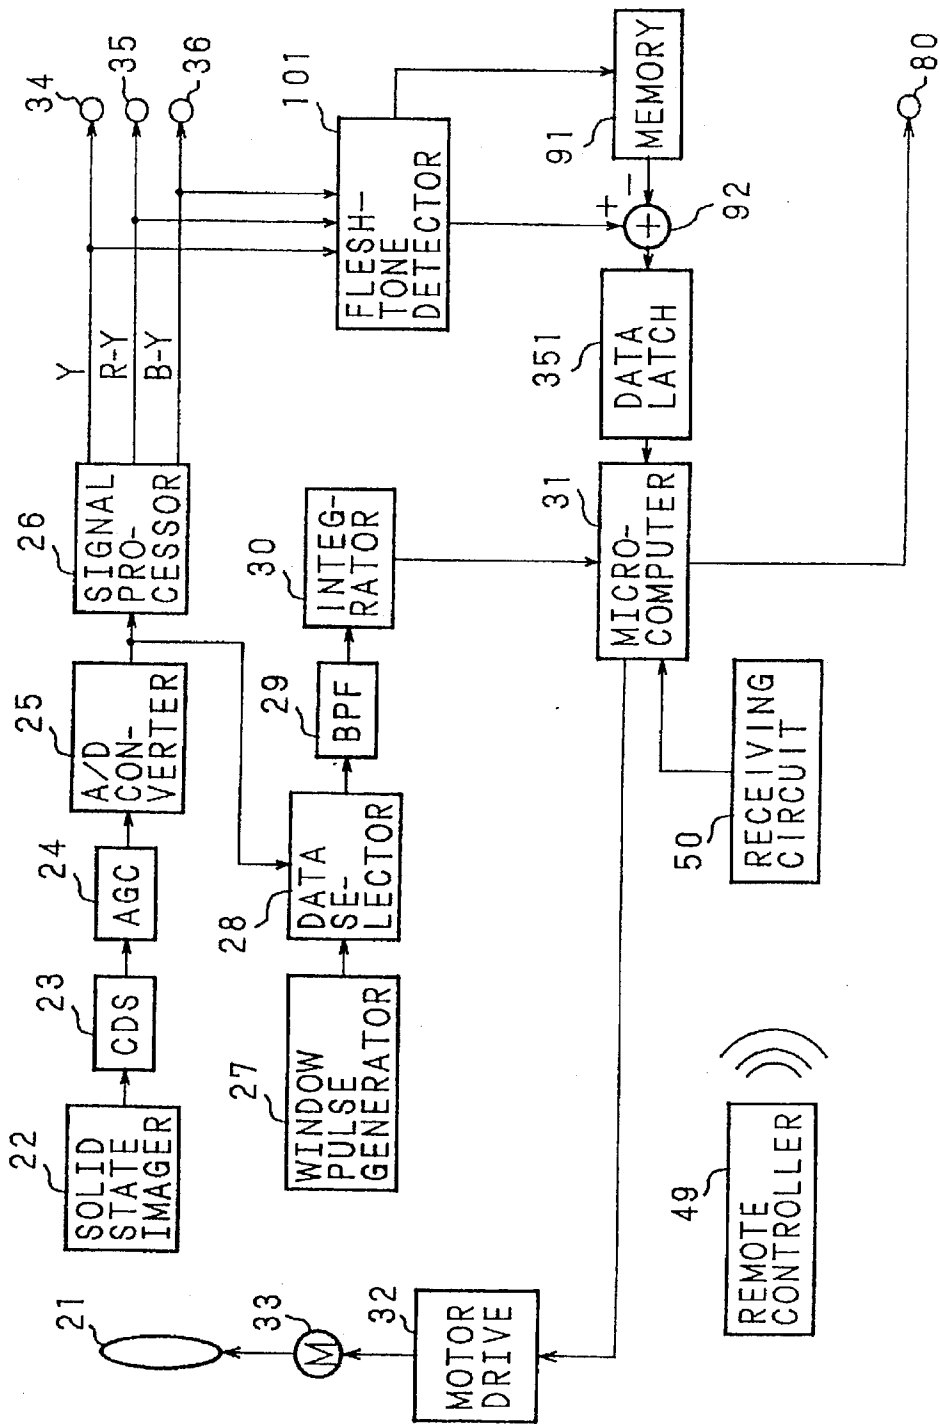 21
22
SOLID
STATE
IMAGER
23
CDS
24
AGC
25
A/D
CON-
VERTER
26
SIGNAL
PRO-
CESSOR
Y
R-Y
B-Y
34
35
36
33
M
27
WINDOW
PULSE
GENERATOR
28
DATA
SE-
LECTOR
29
BPF
30
INTEG-
RATOR
101
FLESH-
TONE
DETECTOR
32
MOTOR
DRIVE
31
MICRO-
COMPUTER
351
DATA
LATCH
+
−
+
92
91
MEMORY
49
REMOTE
CONTROLLER
50
RECEIVING
CIRCUIT
80